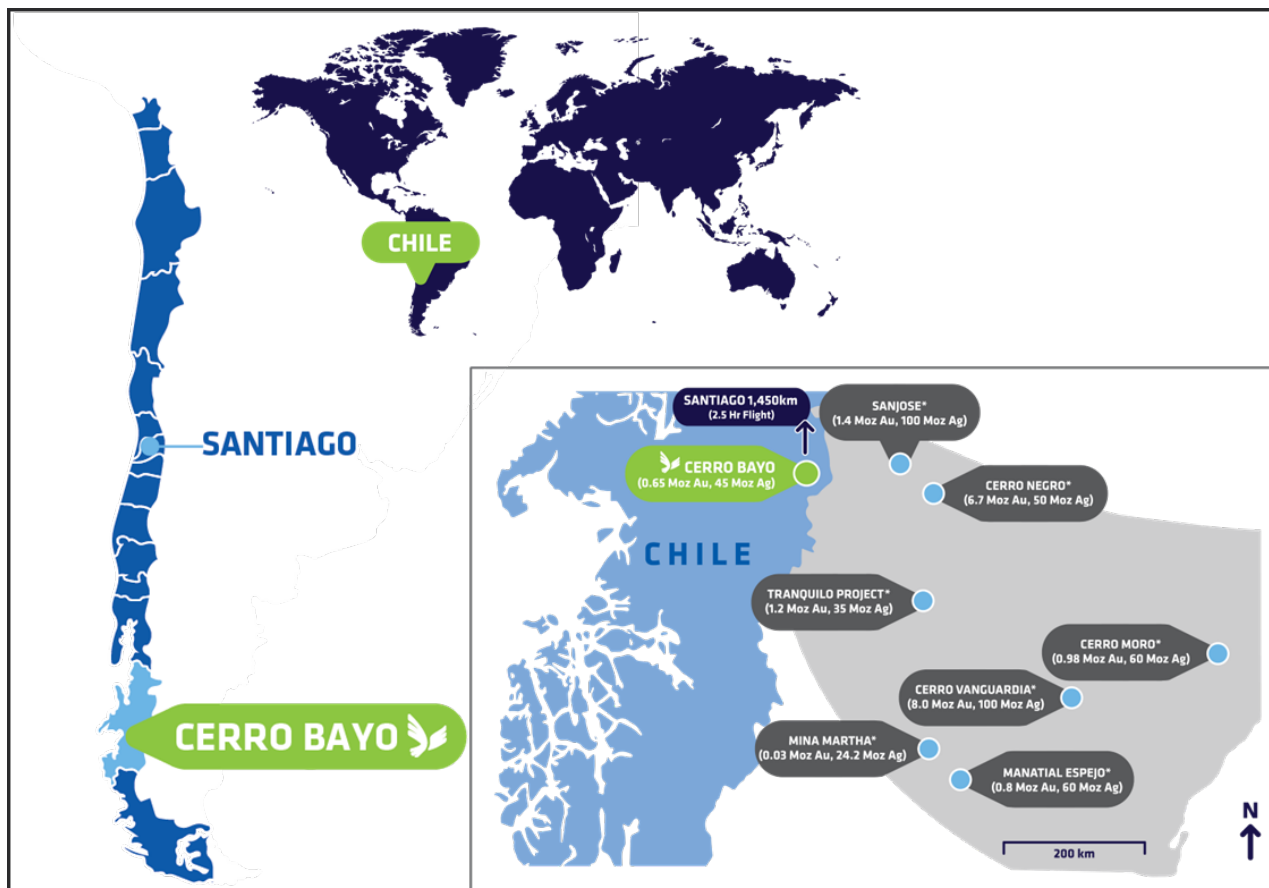 CHILE
SANTIAGO
CERRO BAYO
SANTIAGO 1,450km
(2.5 Hr Flight)
SANJOSE*
(1.4 Moz Au, 100 Moz Ag)
CERRO BAYO
(0.65 Moz Au, 45 Moz Ag)
CERRO NEGRO*
(6.7 Moz Au, 50 Moz Ag)
CHILE
TRANQUILO PROJECT*
(1.2 Moz Au, 35 Moz Ag)
CERRO MORO*
(0.98 Moz Au, 60 Moz Ag)
CERRO VANGUARDIA*
(8.0 Moz Au, 100 Moz Ag)
MINA MARTHA*
(0.03 Moz Au, 24.2 Moz Ag)
MANATIAL ESPEJO*
(0.8 Moz Au, 60 Moz Ag)
N
200 km